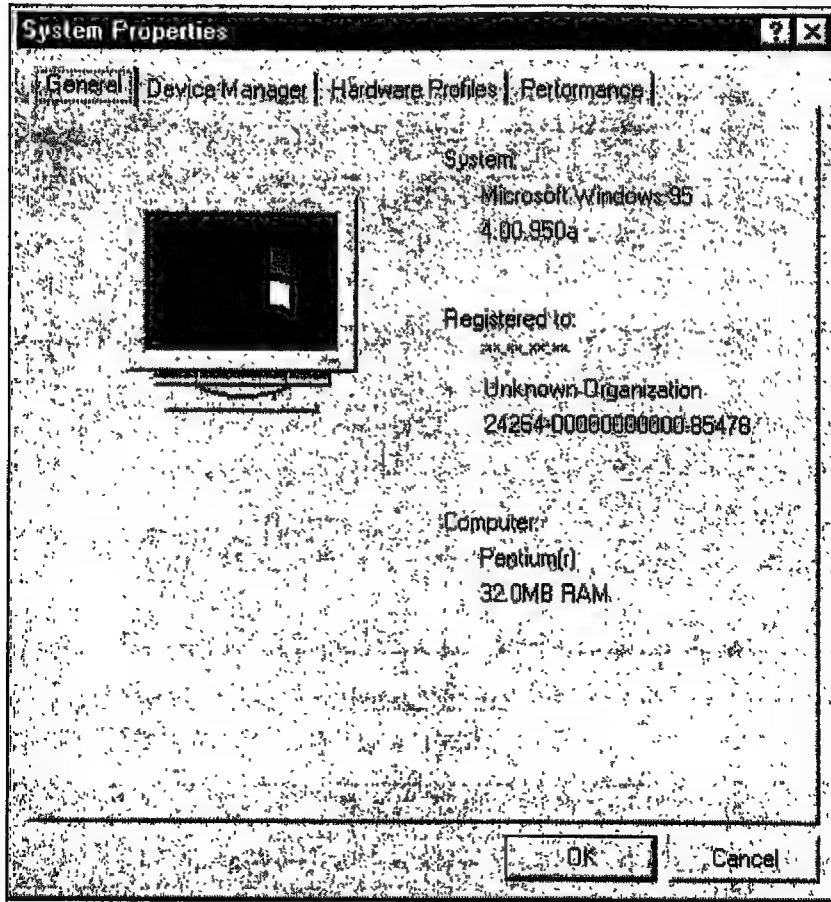 System Properties
General Device Manager Hardware Profiles Performance
System:
Microsoft Windows 95
4.00.950a
Registered to:
Unknown Organization
24264-00000000000-85478
Computer:
Pentium(r)
32.0MB RAM
OK Cancel